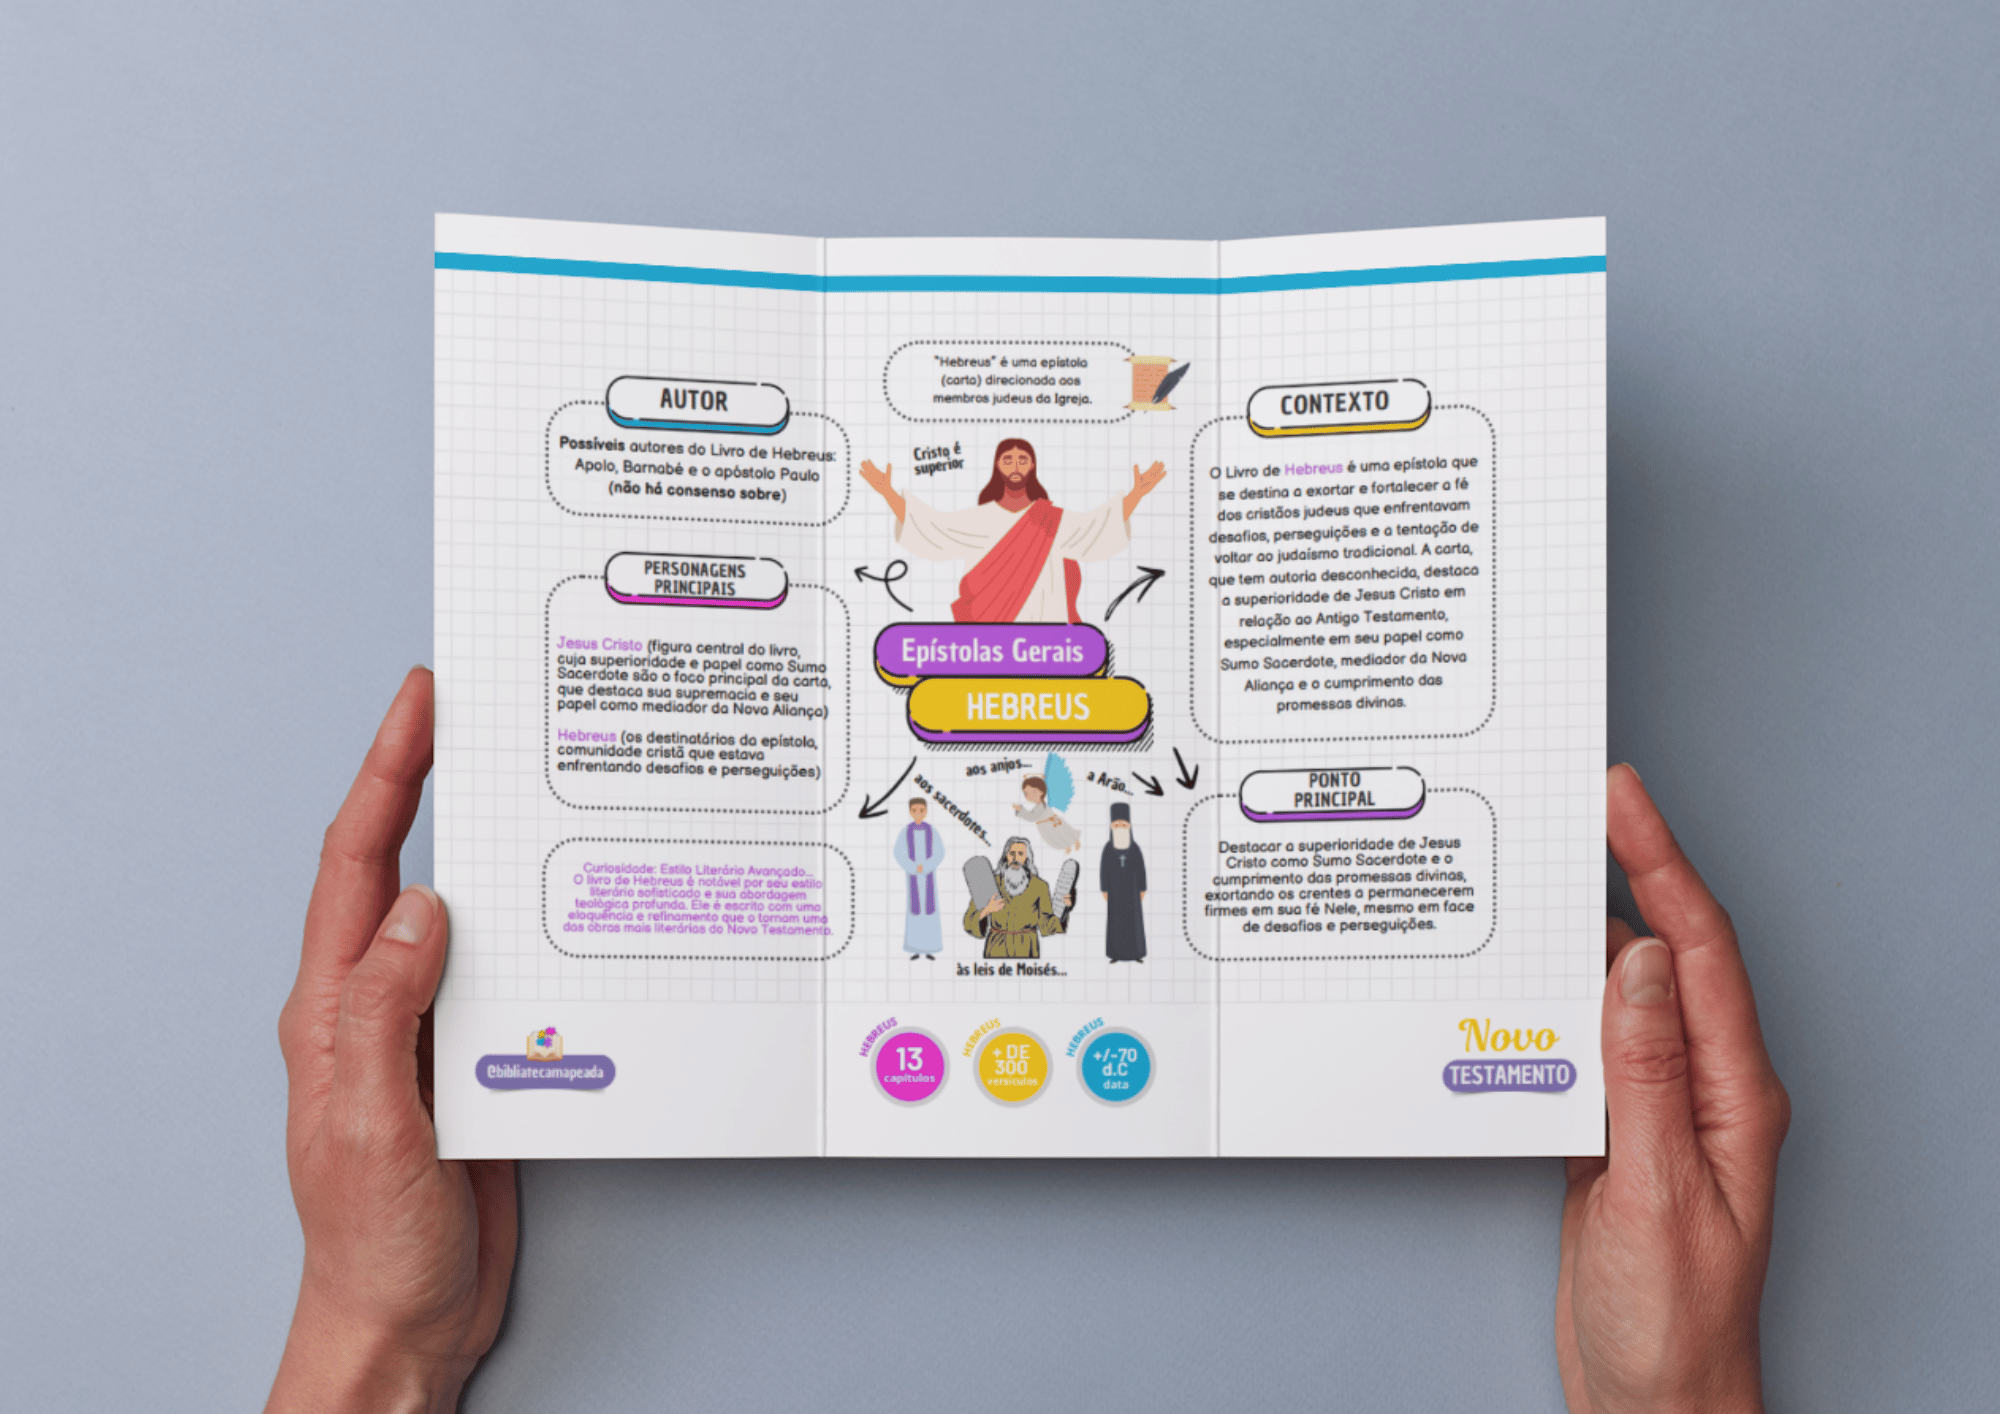 "Hebreus" é uma epístola
(carta) direcionada aos
membros judeus da Igreja.
AUTOR
Possíveis autores do Livro de Hebreus:
Apolo, Barnabé e o apóstolo Paulo
(não há consenso sobre)
PERSONAGENS
PRINCIPAIS
Jesus Cristo (figura central do livro,
cuja superioridade e papel como Sumo
Sacerdote são o foco principal da carta,
que destaca sua supremacia e seu
papel como mediador da Nova Aliança)
Hebreus (os destinatários da epístola,
comunidade cristã que estava
enfrentando desafios e perseguições)
Curiosidade: Estilo Literário Avançado...
O livro de Hebreus é notável por seu estilo
literário sofisticado e sua abordagem
teológica profunda. Ele é escrito com uma
eloquência e refinamento que o tornam uma
das obras mais literárias do Novo Testamento.
Cristo é
superior
Epístolas Gerais
HEBREUS
aos sacerdotes...
aos anjos...
a Arão...
às leis de Moisés...
CONTEXTO
O Livro de Hebreus é uma epístola que
se destina a exortar e fortalecer a fé
dos cristãos judeus que enfrentavam
desafios, perseguições e a tentação de
voltar ao judaísmo tradicional. A carta,
que tem autoria desconhecida, destaca
a superioridade de Jesus Cristo em
relação ao Antigo Testamento,
especialmente em seu papel como
Sumo Sacerdote, mediador da Nova
Aliança e o cumprimento das
promessas divinas.
PONTO
PRINCIPAL
Destacar a superioridade de Jesus
Cristo como Sumo Sacerdote e o
cumprimento das promessas divinas,
exortando os crentes a permanecerem
firmes em sua fé Nele, mesmo em face
de desafios e perseguições.
@bibliatecamapeada
HEBREUS
13
capítulos
HEBREUS
+ DE
300
versículos
HEBREUS
+/-70
d.C
data
Novo
TESTAMENTO